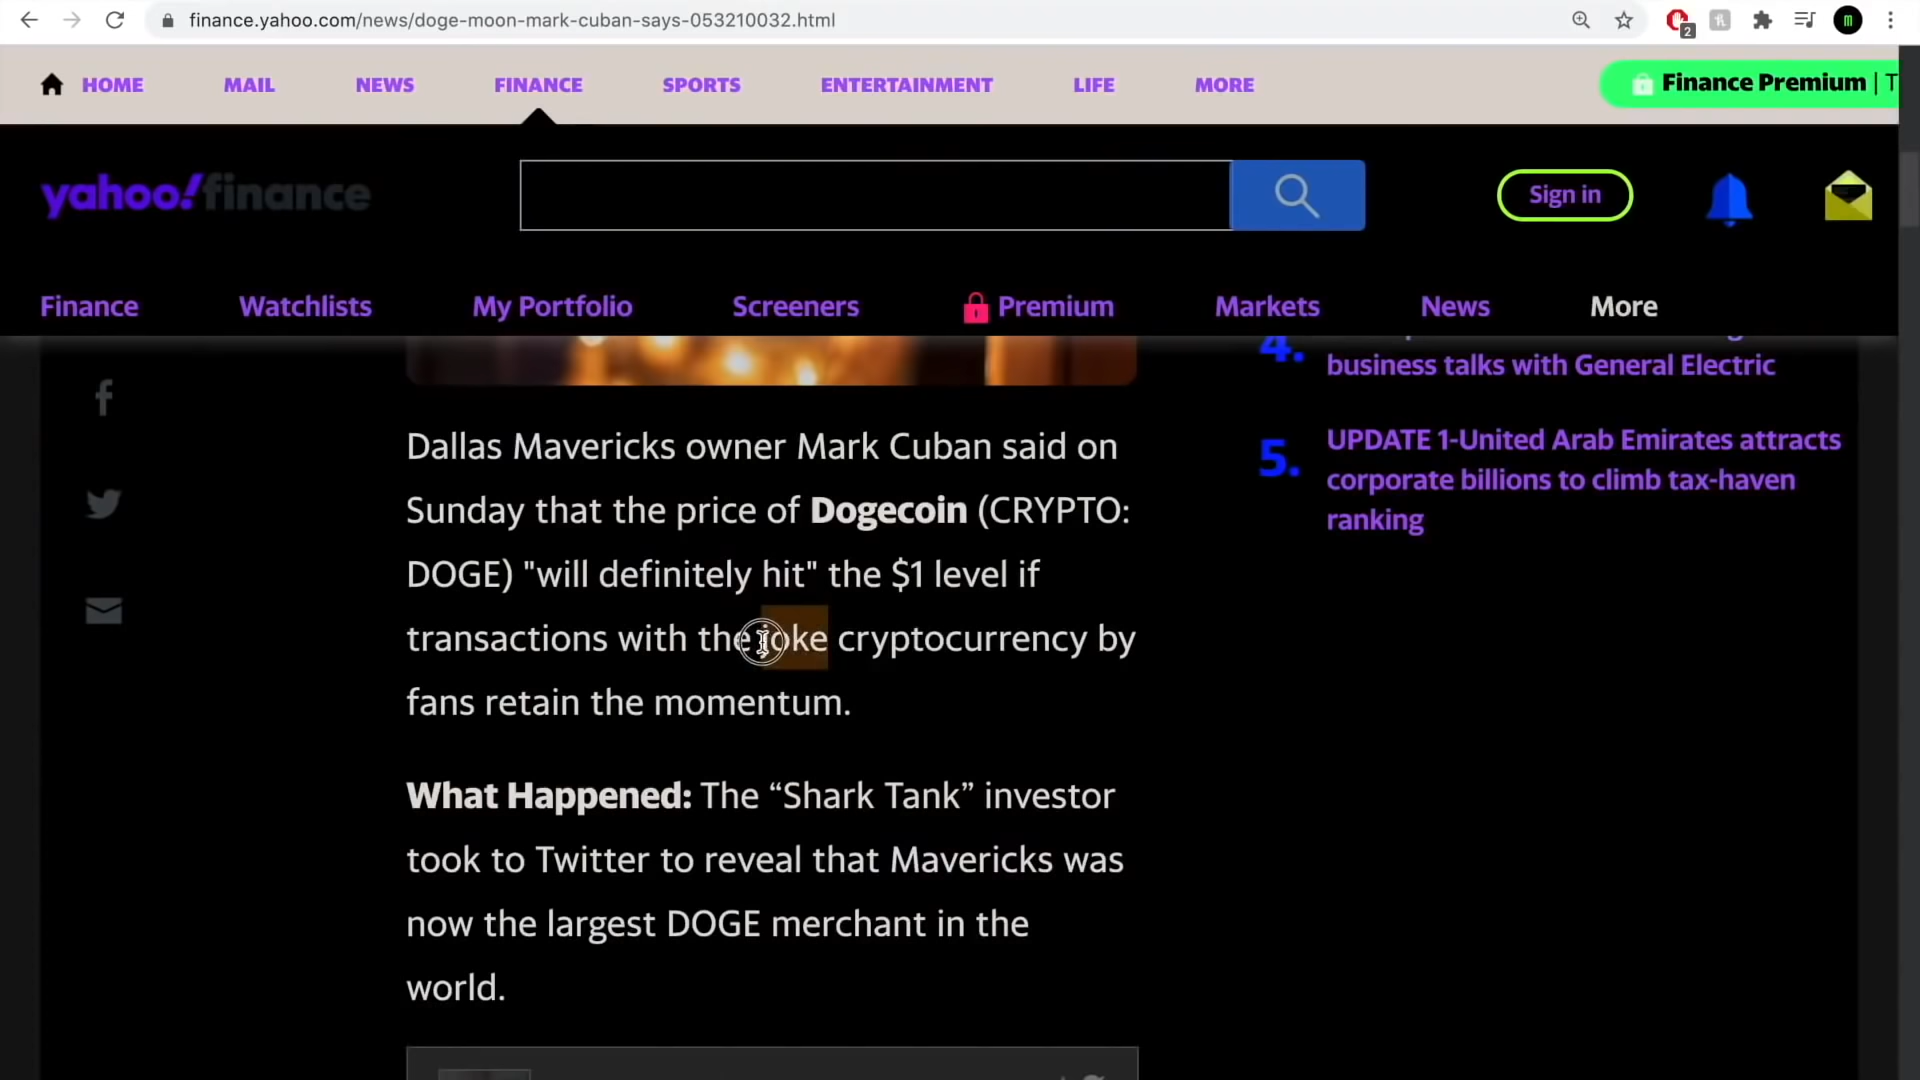 finance.yahoo.com/news/doge-moon-mark-cuban-says-053210032.html
2
m
HOME MAIL NEWS FINANCE SPORTS ENTERTAINMENT LIFE MORE
Finance Premium | T
yahoo!finance
Sign in
Finance Watchlists My Portfolio Screeners Premium Markets News More
4.
business talks with General Electric
5. UPDATE 1-United Arab Emirates attracts
corporate billions to climb tax-haven
ranking
Dallas Mavericks owner Mark Cuban said on
Sunday that the price of Dogecoin (CRYPTO:
DOGE) "will definitely hit" the $1 level if
transactions with the joke cryptocurrency by
fans retain the momentum.
What Happened: The “Shark Tank” investor
took to Twitter to reveal that Mavericks was
now the largest DOGE merchant in the
world.